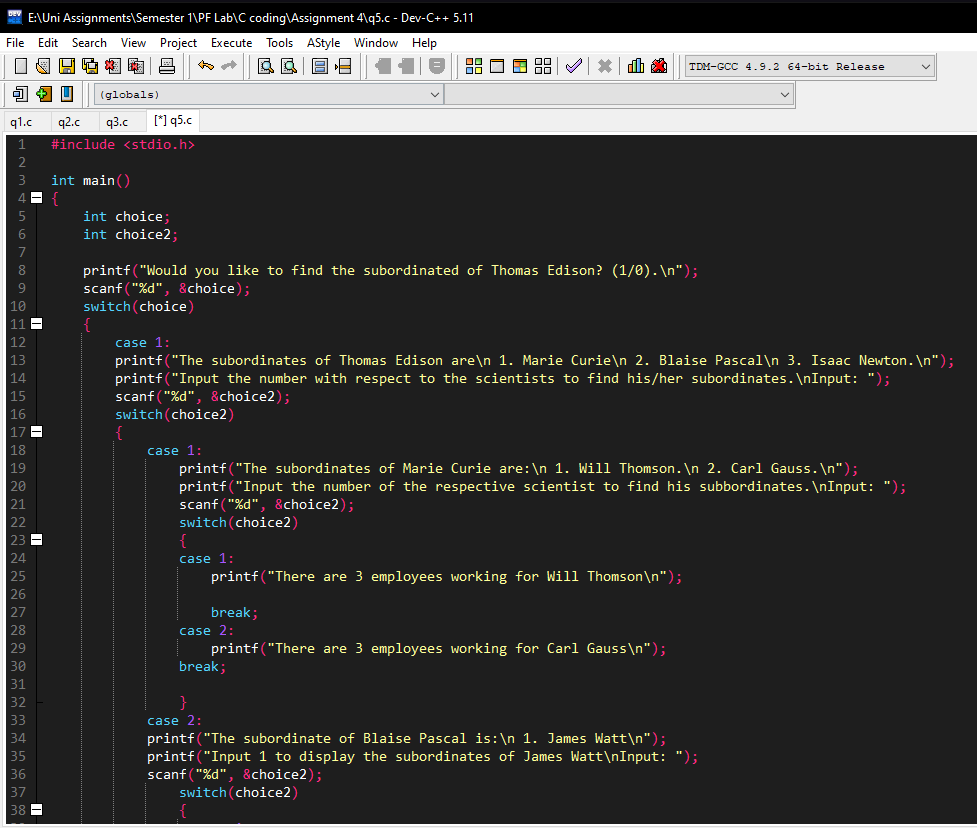 E:\Uni Assignments\Semester 1\PF Lab\C coding\Assignment 4\q5.c - Dev-C++ 5.11
File Edit Search View Project Execute Tools AStyle Window Help
TDM-GCC 4.9.2 64-bit Release
(globals)
q1.c q2.c q3.c [*] q5.c
1 #include <stdio.h>
2
3 int main()
4 {
5 int choice;
6 int choice2;
7
8 printf("Would you like to find the subordinated of Thomas Edison? (1/0).\n");
9 scanf("%d", &choice);
10 switch(choice)
11 {
12 case 1:
13 printf("The subordinates of Thomas Edison are\n 1. Marie Curie\n 2. Blaise Pascal\n 3. Isaac Newton.\n");
14 printf("Input the number with respect to the scientists to find his/her subordinates.\nInput: ");
15 scanf("%d", &choice2);
16 switch(choice2)
17 {
18 case 1:
19 printf("The subordinates of Marie Curie are:\n 1. Will Thomson.\n 2. Carl Gauss.\n");
20 printf("Input the number of the respective scientist to find his subbordinates.\nInput: ");
21 scanf("%d", &choice2);
22 switch(choice2)
23 {
24 case 1:
25 printf("There are 3 employees working for Will Thomson\n");
26
27 break;
28 case 2:
29 printf("There are 3 employees working for Carl Gauss\n");
30 break;
31
32 }
33 case 2:
34 printf("The subordinate of Blaise Pascal is:\n 1. James Watt\n");
35 printf("Input 1 to display the subordinates of James Watt\nInput: ");
36 scanf("%d", &choice2);
37 switch(choice2)
38 {